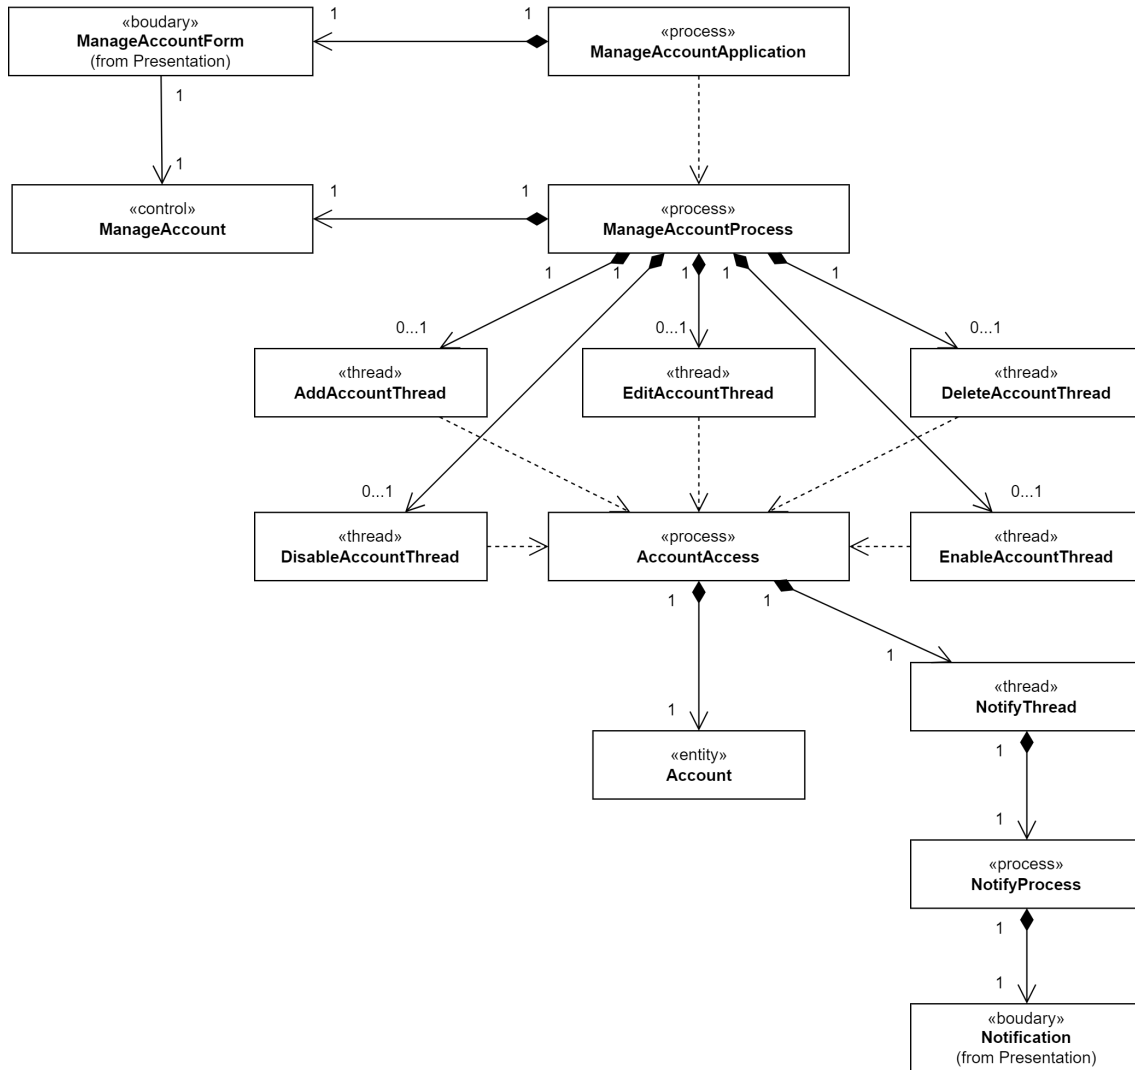 «boudary»
ManageAccountForm
(from Presentation)
1
1
«process»
ManageAccountApplication
1
1
«control»
ManageAccount
1
1
«process»
ManageAccountProcess
1
1
1
1
1
0...1
0...1
0...1
«thread»
AddAccountThread
«thread»
EditAccountThread
«thread»
DeleteAccountThread
0...1
0...1
«thread»
DisableAccountThread
«process»
AccountAccess
«thread»
EnableAccountThread
1
1
1
1
«thread»
NotifyThread
«entity»
Account
1
1
«process»
NotifyProcess
1
1
«boudary»
Notification
(from Presentation)